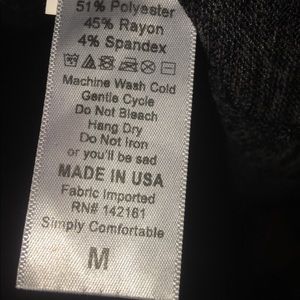 51% Polyester
45% Rayon
4% Spandex
Machine Wash Cold
Gentle Cycle
Do Not Bleach
Hang Dry
Do Not Iron
or you'll be sad
MADE IN USA
Fabric Imported
RN# 142161
Simply Comfortable
M